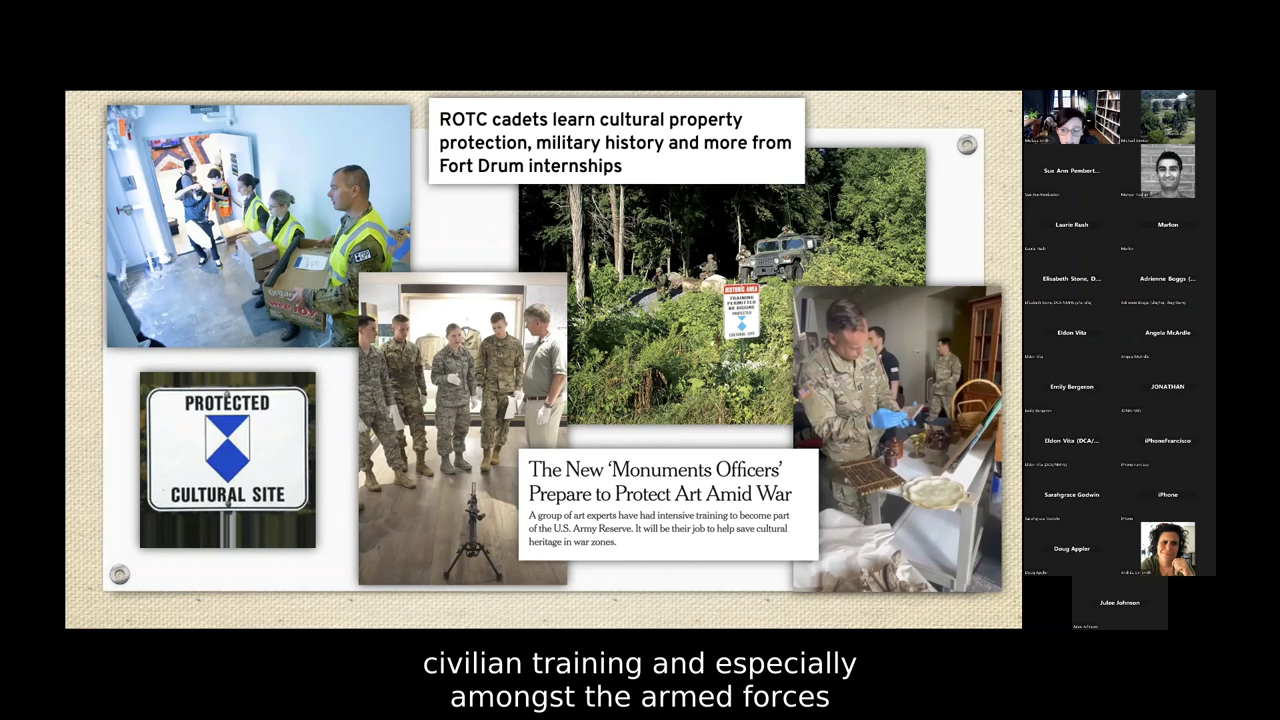 ROTC cadets learn cultural property
protection, military history and more from
Fort Drum internships
HISTORIC AREA
TRAINING
PERMITTED
NO DIGGING
PROTECTED
CULTURAL SITE
PROTECTED
CULTURAL SITE
The New ‘Monuments Officers’
Prepare to Protect Art Amid War
A group of art experts have had intensive training to become part
of the U.S. Army Reserve. It will be their job to help save cultural
heritage in war zones.
Sue Ann Pembert...
Laurie Rush
Marlon
Elisabeth Stone, D...
Adrienne Boggs (...
Eldon Vita
Angela McArdle
Emily Bergeron
JONATHAN
Eldon Vita (DCA/...
iPhoneFrancisco
Sarahgrace Godwin
iPhone
Doug Appler
Julee Johnson
civilian training and especially
amongst the armed forces